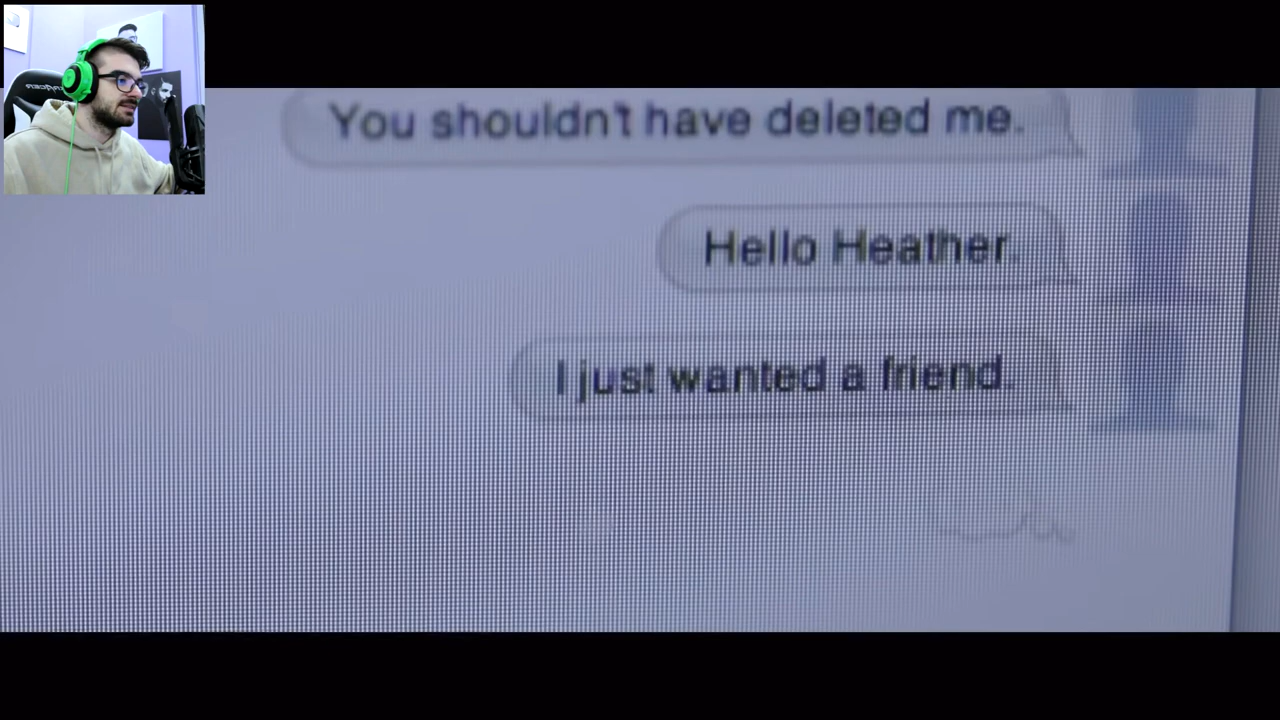 You shouldn't have deleted me.
Hello Heather.
I just wanted a friend.